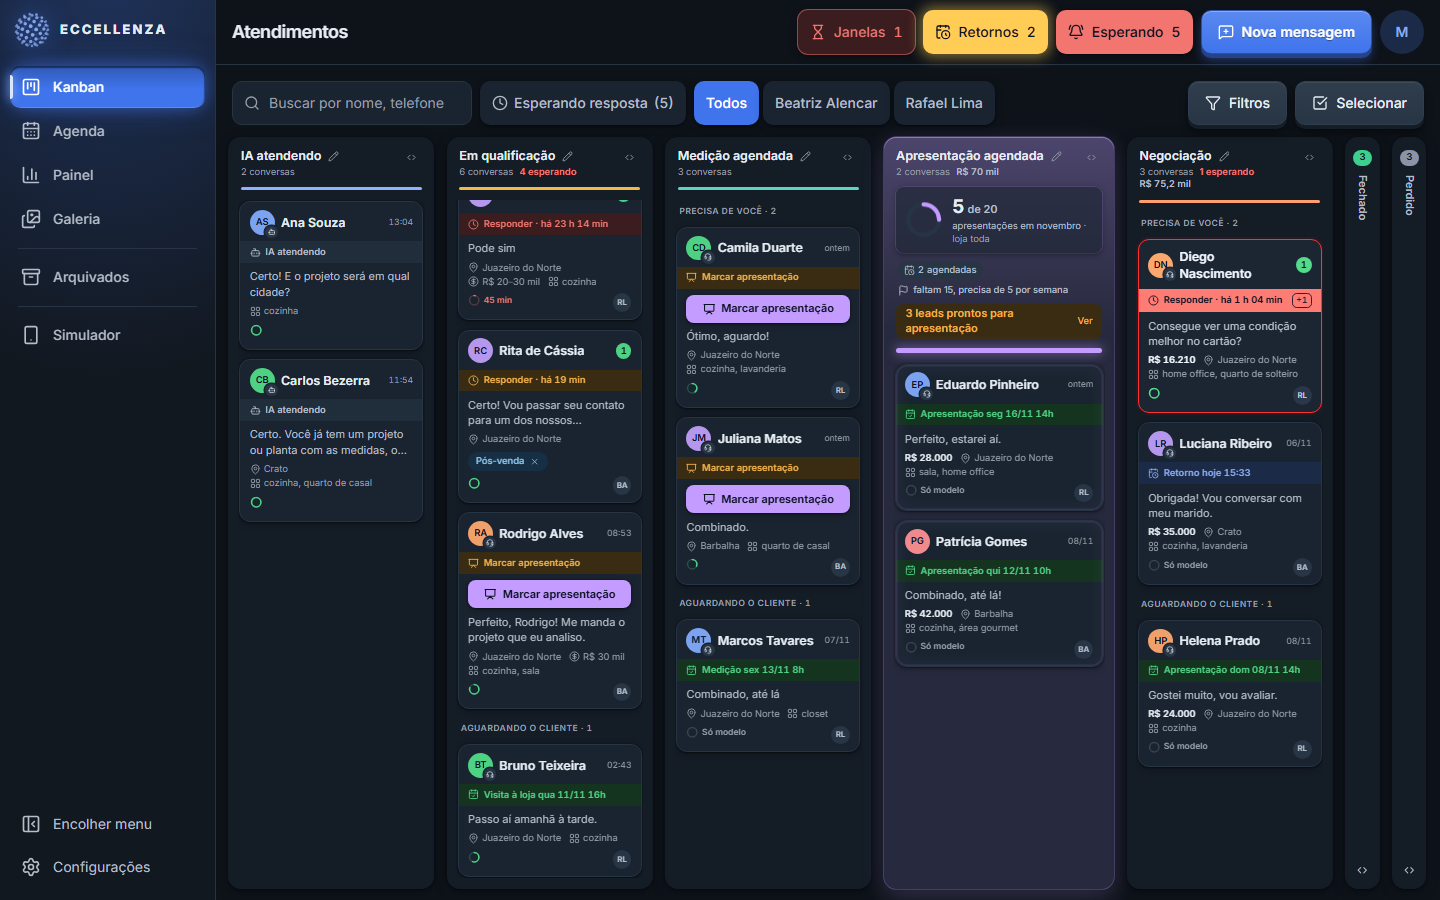 ECCELLENZA
Kanban
Agenda
Painel
Galeria
Arquivados
Simulador
Encolher menu
Configurações
Atendimentos
Janelas 1
Retornos 2
Esperando 5
Nova mensagem
M
Buscar por nome, telefone
Esperando resposta (5)
Todos
Beatriz Alencar
Rafael Lima
Filtros
Selecionar
IA atendendo
2 conversas
AS
Ana Souza
13:04
IA atendendo
Certo! E o projeto será em qual
cidade?
cozinha
CB
Carlos Bezerra
11:54
IA atendendo
Certo. Você já tem um projeto
ou planta com as medidas, o...
Crato
cozinha, quarto de casal
Em qualificação
6 conversas 4 esperando
Responder · há 23 h 14 min
Pode sim
Juazeiro do Norte
R$ 20–30 mil cozinha
45 min
RL
RC
Rita de Cássia
1
Responder · há 19 min
Certo! Vou passar seu contato
para um dos nossos...
Juazeiro do Norte
Pós-venda ×
BA
RA
Rodrigo Alves
08:53
Marcar apresentação
Marcar apresentação
Perfeito, Rodrigo! Me manda o
projeto que eu analiso.
Juazeiro do Norte R$ 30 mil
cozinha, sala
BA
AGUARDANDO O CLIENTE · 1
BT
Bruno Teixeira
02:43
Visita à loja qua 11/11 16h
Passo aí amanhã à tarde.
Juazeiro do Norte cozinha
RL
Medição agendada
3 conversas
PRECISA DE VOCÊ · 2
CD
Camila Duarte
ontem
Marcar apresentação
Marcar apresentação
Ótimo, aguardo!
Juazeiro do Norte
cozinha, lavanderia
RL
JM
Juliana Matos
ontem
Marcar apresentação
Marcar apresentação
Combinado.
Barbalha quarto de casal
BA
AGUARDANDO O CLIENTE · 1
MT
Marcos Tavares
07/11
Medição sex 13/11 8h
Combinado, até lá
Juazeiro do Norte closet
Só modelo
RL
Apresentação agendada
2 conversas R$ 70 mil
5 de 20
apresentações em novembro ·
loja toda
2 agendadas
faltam 15, precisa de 5 por semana
3 leads prontos para
apresentação
Ver
EP
Eduardo Pinheiro
ontem
Apresentação seg 16/11 14h
Perfeito, estarei aí.
R$ 28.000 Juazeiro do Norte
sala, home office
Só modelo
RL
PG
Patrícia Gomes
08/11
Apresentação qui 12/11 10h
Combinado, até lá!
R$ 42.000 Barbalha
cozinha, área gourmet
Só modelo
BA
Negociação
3 conversas 1 esperando
R$ 75,2 mil
PRECISA DE VOCÊ · 2
DN
Diego
Nascimento
1
Responder · há 1 h 04 min +1
Consegue ver uma condição
melhor no cartão?
R$ 16.210 Juazeiro do Norte
home office, quarto de solteiro
RL
LR
Luciana Ribeiro
06/11
Retorno hoje 15:33
Obrigada! Vou conversar com
meu marido.
R$ 35.000 Crato
cozinha, lavanderia
Só modelo
BA
AGUARDANDO O CLIENTE · 1
HP
Helena Prado
08/11
Apresentação dom 08/11 14h
Gostei muito, vou avaliar.
R$ 24.000 Juazeiro do Norte
cozinha
Só modelo
RL
3
Fechado
3
Perdido